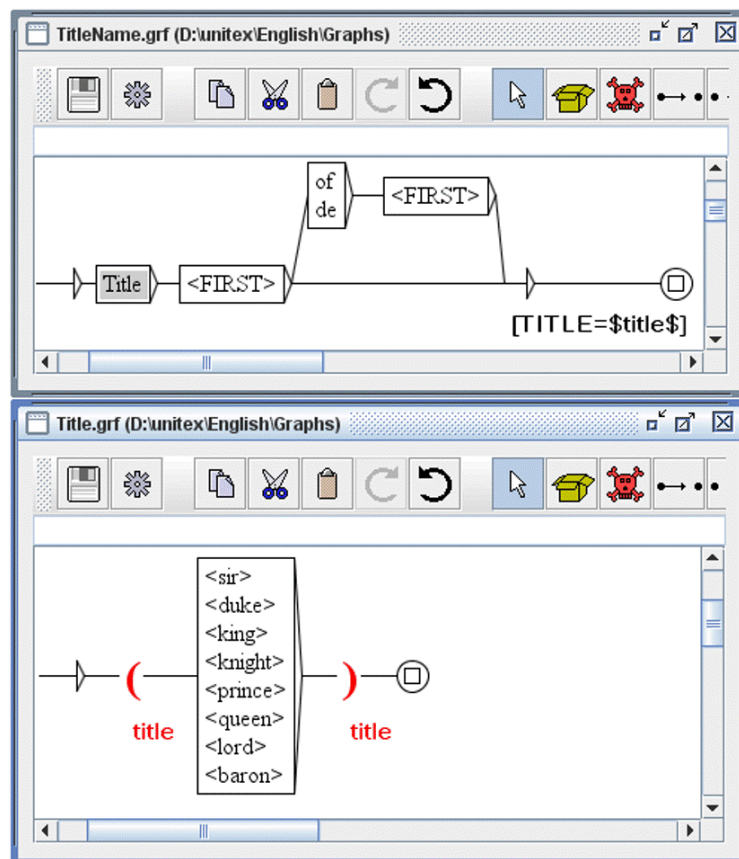 TitleName.grf (D:\unitex\English\Graphs)
of
de
<FIRST>
Title
<FIRST>
[TITLE=$title$]
Title.grf (D:\unitex\English\Graphs)
<sir>
<duke>
<king>
<knight>
<prince>
<queen>
<lord>
<baron>
(
)
title
title